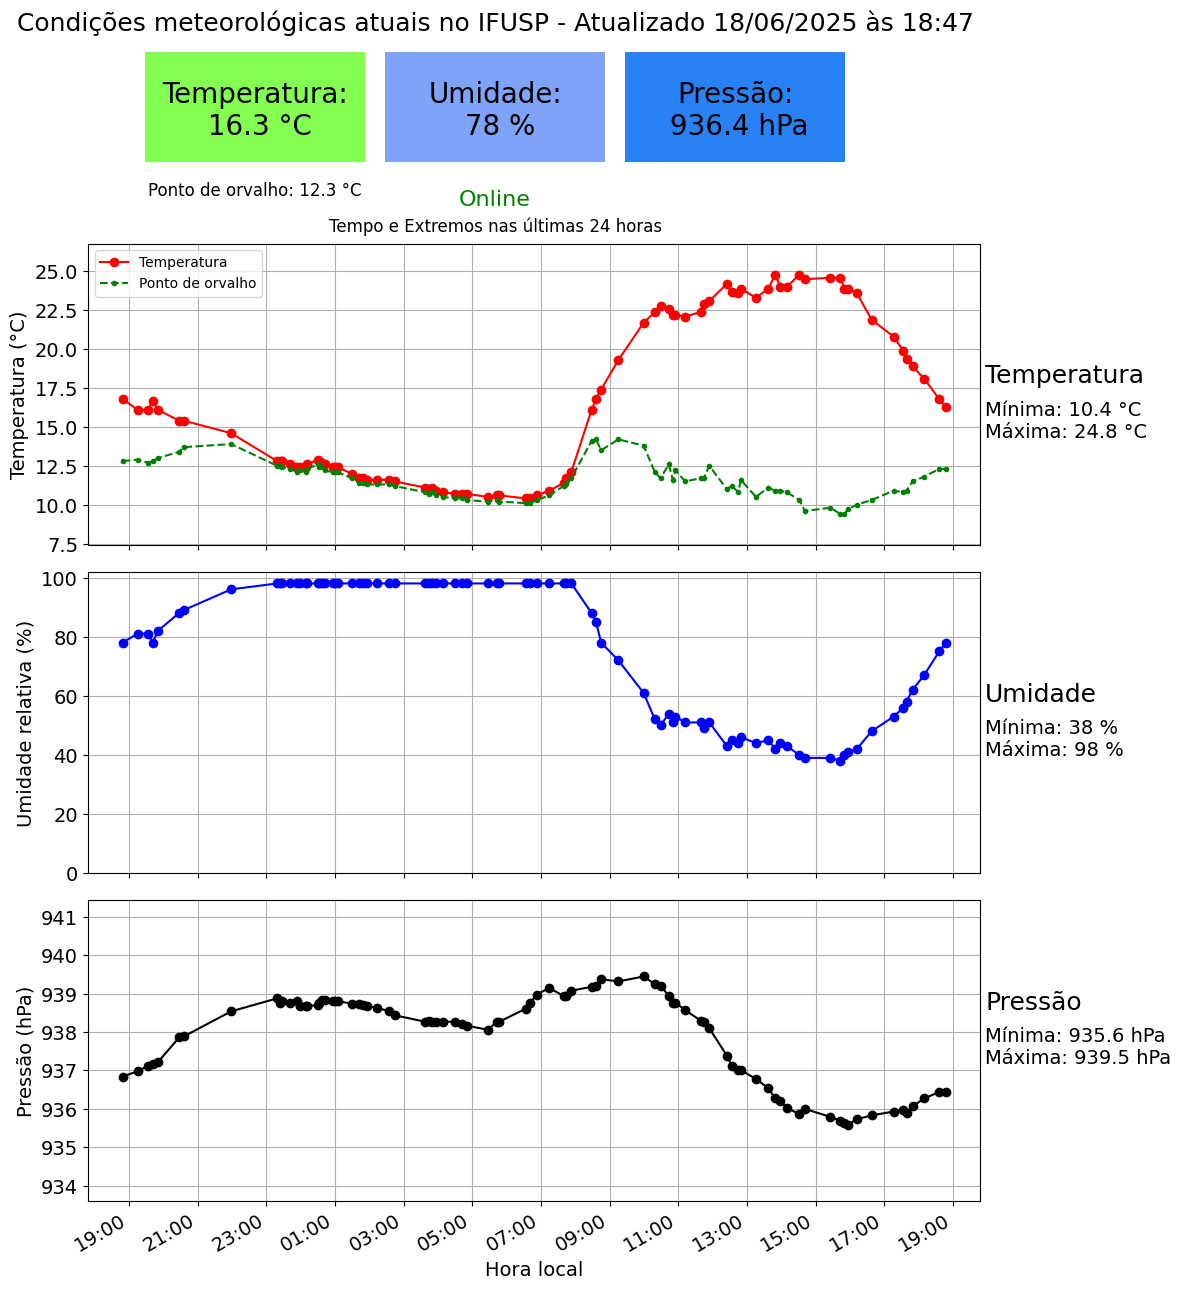 Condições meteorológicas atuais no IFUSP - Atualizado 18/06/2025 às 18:47
Temperatura:
16.3 °C
Umidade:
78 %
Pressão:
936.4 hPa
Ponto de orvalho: 12.3 °C
Online
Tempo e Extremos nas últimas 24 horas
Temperatura
Ponto de orvalho
Temperatura (°C)
25.0
22.5
20.0
17.5
15.0
12.5
10.0
7.5
Temperatura
Mínima: 10.4 °C
Máxima: 24.8 °C
Umidade relativa (%)
100
80
60
40
20
0
Umidade
Mínima: 38 %
Máxima: 98 %
Pressão (hPa)
941
940
939
938
937
936
935
934
Pressão
Mínima: 935.6 hPa
Máxima: 939.5 hPa
19:00
21:00
23:00
01:00
03:00
05:00
07:00
09:00
11:00
13:00
15:00
17:00
19:00
Hora local